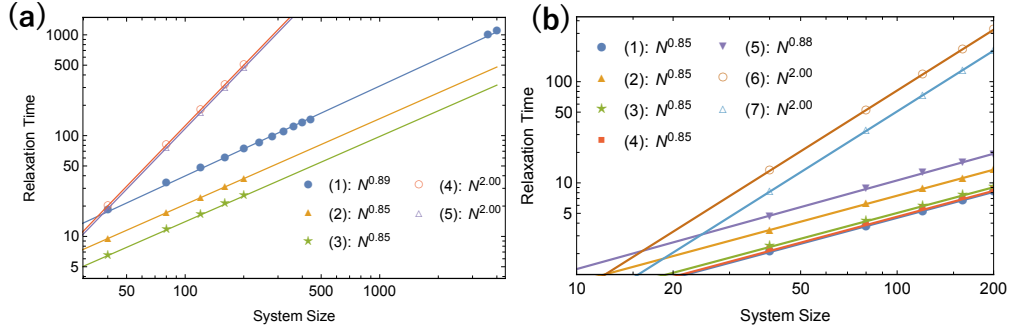 (a)
1000
500
100
50
10
5
Relaxation Time
50
100
500
1000
System Size
(1): N^0.89
(2): N^0.85
(3): N^0.85
(4): N^2.00
(5): N^2.00
(b)
100
50
10
5
Relaxation Time
10
20
50
100
200
System Size
(1): N^0.85
(2): N^0.85
(3): N^0.85
(4): N^0.85
(5): N^0.88
(6): N^2.00
(7): N^2.00